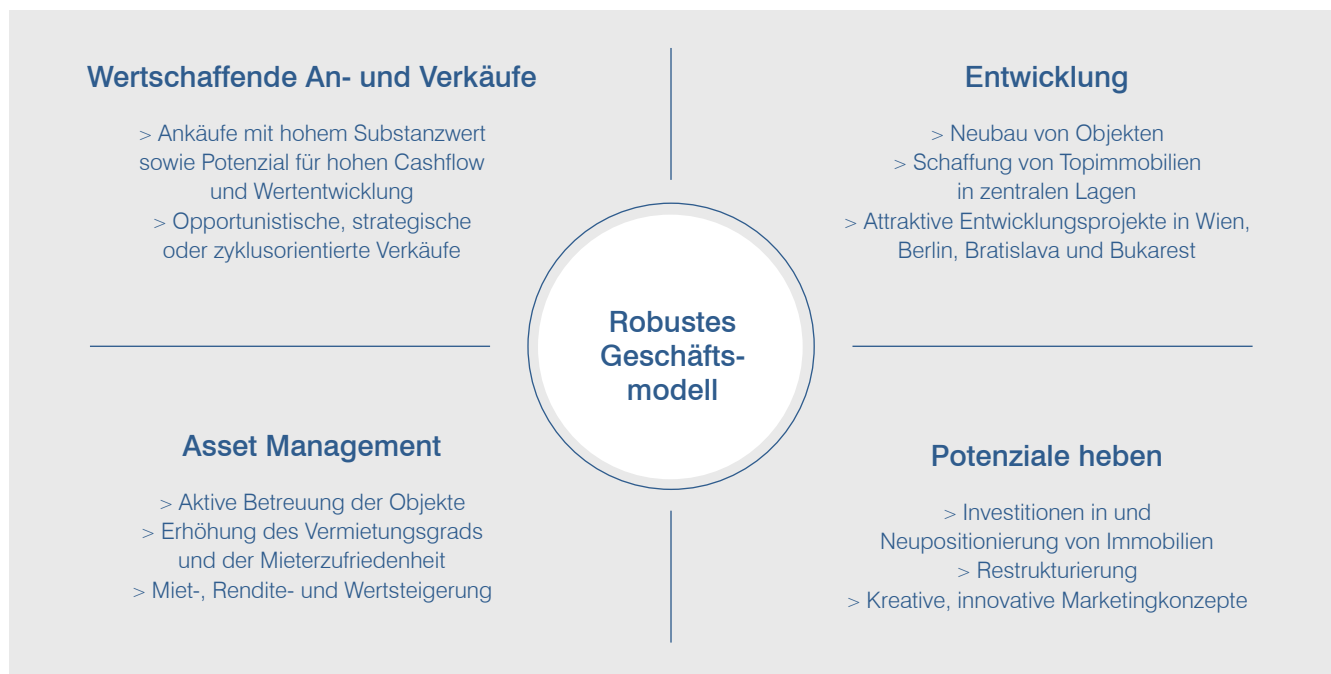 Wertschaffende An- und Verkäufe
> Ankäufe mit hohem Substanzwert
sowie Potenzial für hohen Cashflow
und Wertentwicklung
> Opportunistische, strategische
oder zyklusorientierte Verkäufe
Entwicklung
> Neubau von Objekten
> Schaffung von Topimmobilien
in zentralen Lagen
> Attraktive Entwicklungsprojekte in Wien,
Berlin, Bratislava und Bukarest
Robustes
Geschäfts-
modell
Asset Management
> Aktive Betreuung der Objekte
> Erhöhung des Vermietungsgrads
und der Mieterzufriedenheit
> Miet-, Rendite- und Wertsteigerung
Potenziale heben
> Investitionen in und
Neupositionierung von Immobilien
> Restrukturierung
> Kreative, innovative Marketingkonzepte